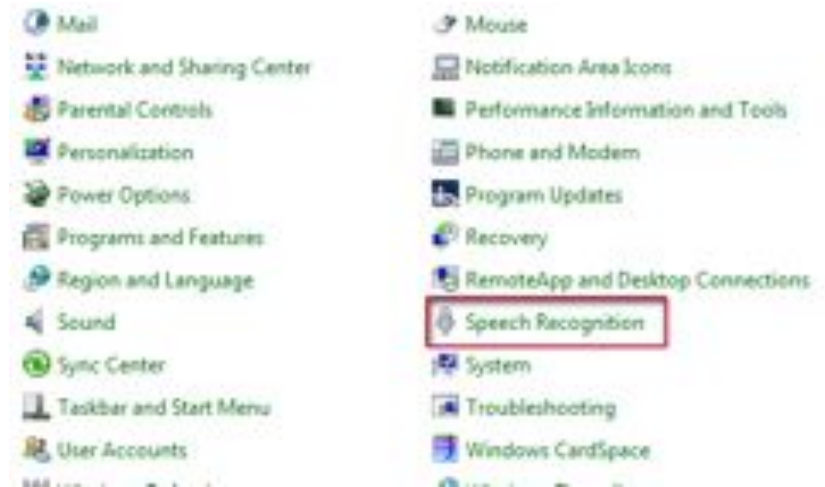 Mail
Mouse
Network and Sharing Center
Notification Area Icons
Parental Controls
Performance Information and Tools
Personalization
Phone and Modem
Power Options
Program Updates
Programs and Features
Recovery
Region and Language
RemoteApp and Desktop Connections
Sound
Speech Recognition
Sync Center
System
Taskbar and Start Menu
Troubleshooting
User Accounts
Windows CardSpace